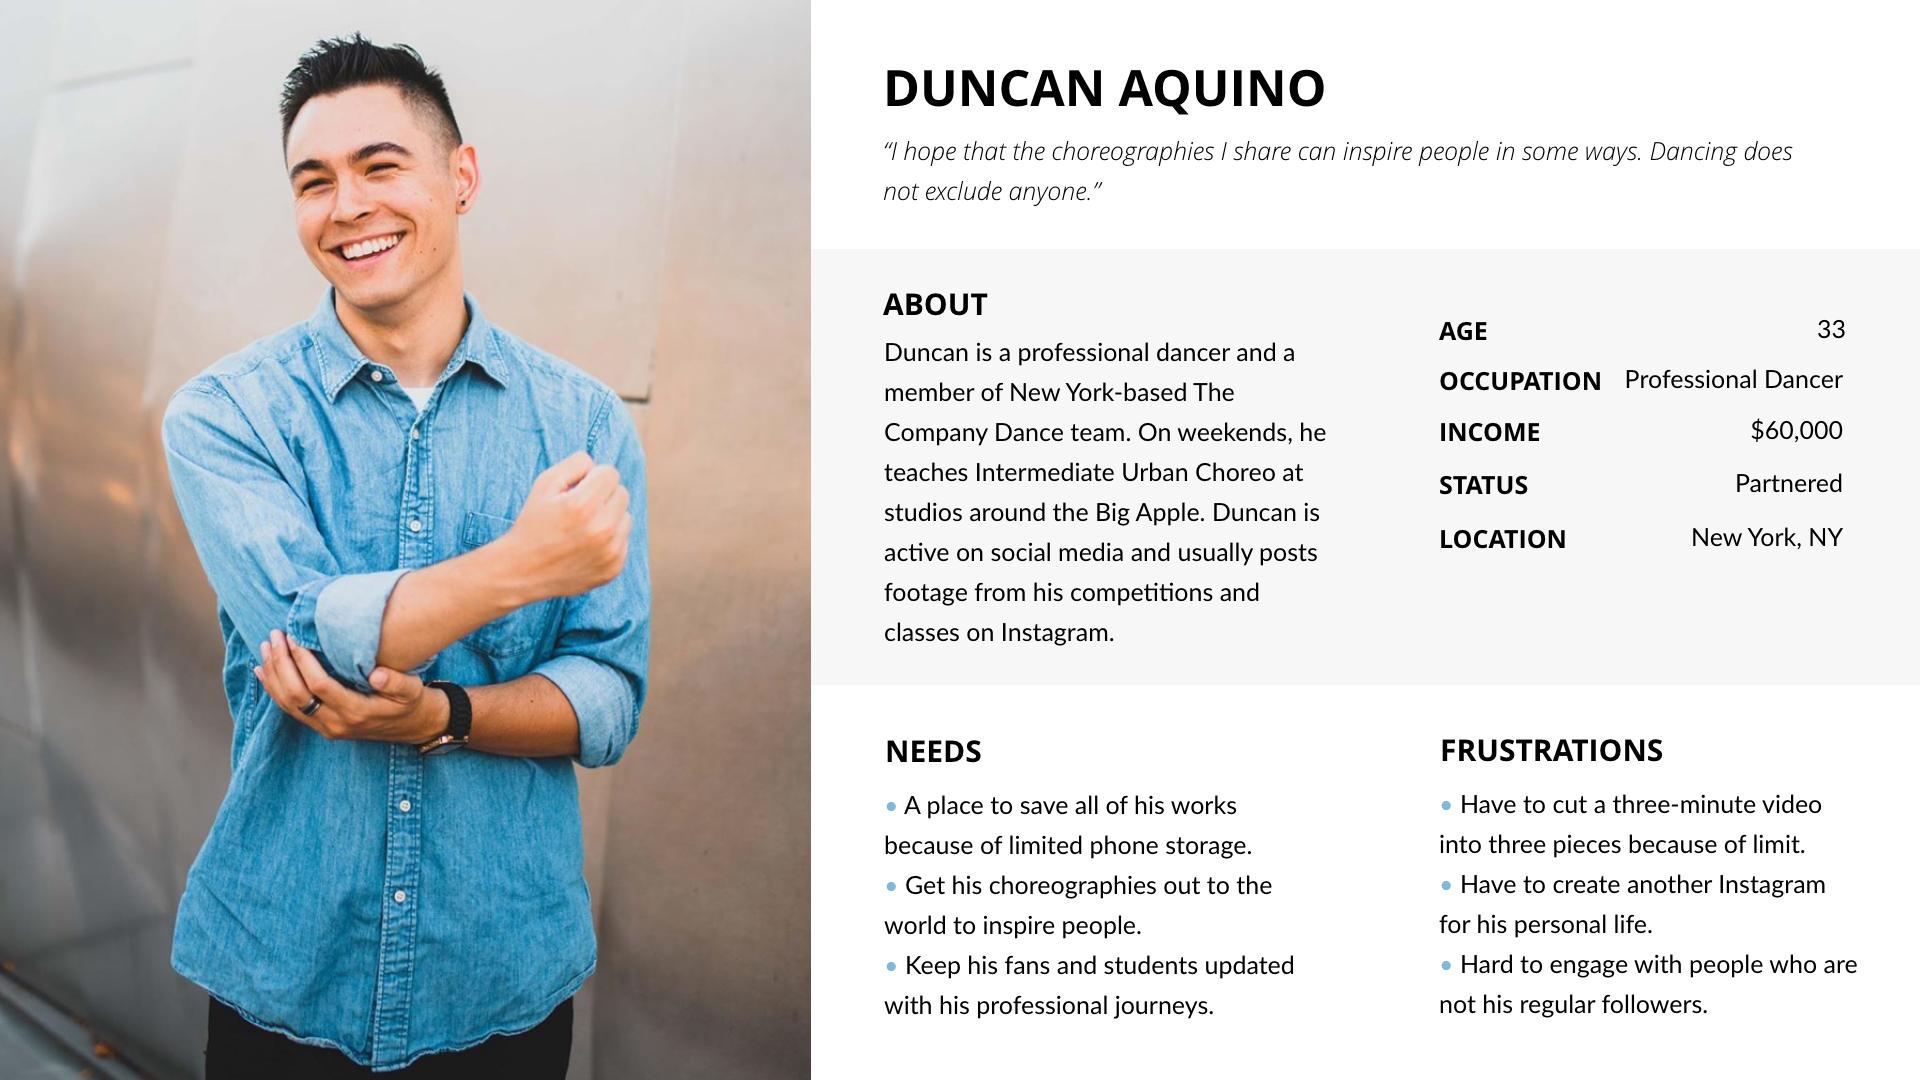 DUNCAN AQUINO
“I hope that the choreographies I share can inspire people in some ways. Dancing does
not exclude anyone.”
ABOUT
Duncan is a professional dancer and a
member of New York-based The
Company Dance team. On weekends, he
teaches Intermediate Urban Choreo at
studios around the Big Apple. Duncan is
active on social media and usually posts
footage from his competitions and
classes on Instagram.
AGE 33
OCCUPATION Professional Dancer
INCOME $60,000
STATUS Partnered
LOCATION New York, NY
NEEDS
• A place to save all of his works
because of limited phone storage.
• Get his choreographies out to the
world to inspire people.
• Keep his fans and students updated
with his professional journeys.
FRUSTRATIONS
• Have to cut a three-minute video
into three pieces because of limit.
• Have to create another Instagram
for his personal life.
• Hard to engage with people who are
not his regular followers.